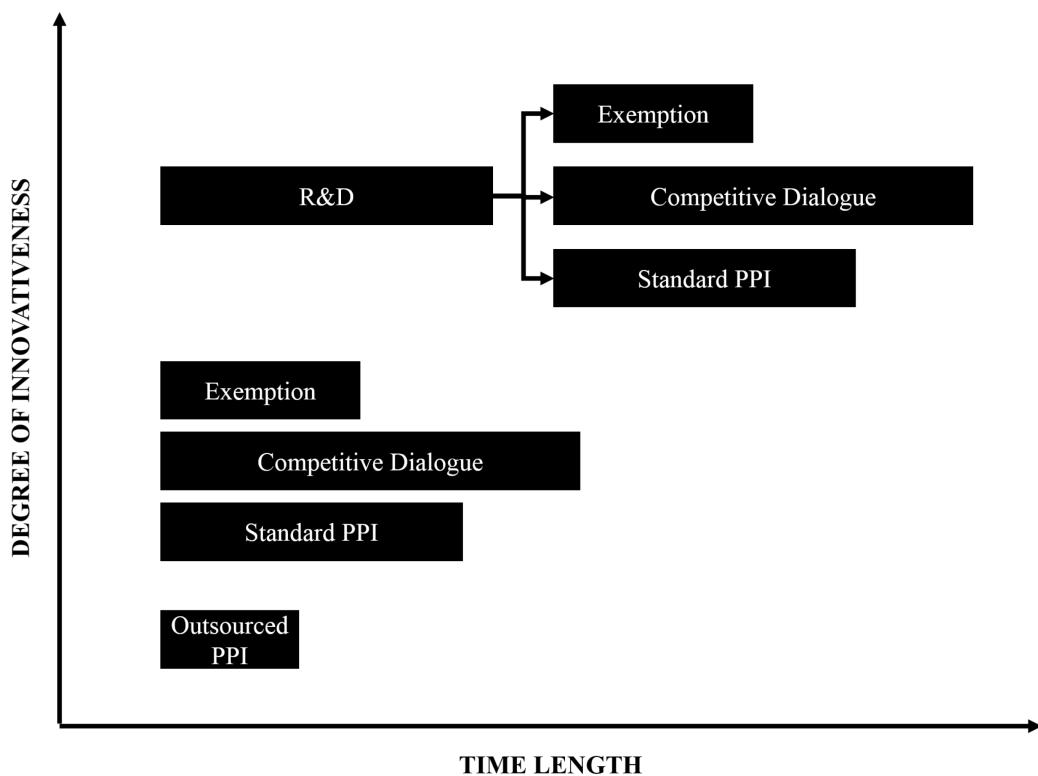 DEGREE OF INNOVATIVENESS
Exemption
R&D
Competitive Dialogue
Standard PPI
Exemption
Competitive Dialogue
Standard PPI
Outsourced
PPI
TIME LENGTH